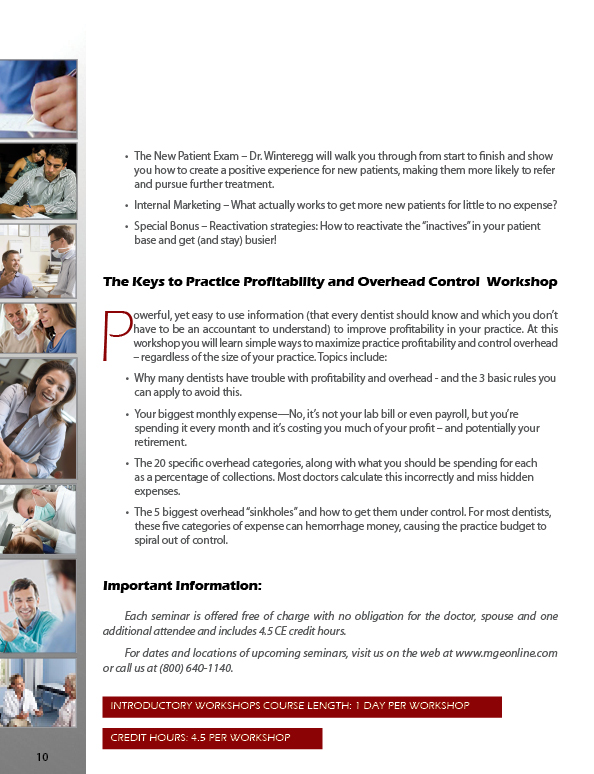 • The New Patient Exam – Dr. Winteregg will walk you through from start to finish and show
you how to create a positive experience for new patients, making them more likely to refer
and pursue further treatment.
• Internal Marketing – What actually works to get more new patients for little to no expense?
• Special Bonus – Reactivation strategies: How to reactivate the “inactives” in your patient
base and get (and stay) busier!
The Keys to Practice Profitability and Overhead Control Workshop
Powerful, yet easy to use information (that every dentist should know and which you don’t
have to be an accountant to understand) to improve profitability in your practice. At this
workshop you will learn simple ways to maximize practice profitability and control overhead
– regardless of the size of your practice. Topics include:
• Why many dentists have trouble with profitability and overhead - and the 3 basic rules you
can apply to avoid this.
• Your biggest monthly expense—No, it’s not your lab bill or even payroll, but you’re
spending it every month and it’s costing you much of your profit – and potentially your
retirement.
• The 20 specific overhead categories, along with what you should be spending for each
as a percentage of collections. Most doctors calculate this incorrectly and miss hidden
expenses.
• The 5 biggest overhead “sinkholes” and how to get them under control. For most dentists,
these five categories of expense can hemorrhage money, causing the practice budget to
spiral out of control.
Important Information:
Each seminar is offered free of charge with no obligation for the doctor, spouse and one
additional attendee and includes 4.5 CE credit hours.
For dates and locations of upcoming seminars, visit us on the web at www.mgeonline.com
or call us at (800) 640-1140.
INTRODUCTORY WORKSHOPS COURSE LENGTH: 1 DAY PER WORKSHOP
CREDIT HOURS: 4.5 PER WORKSHOP
10